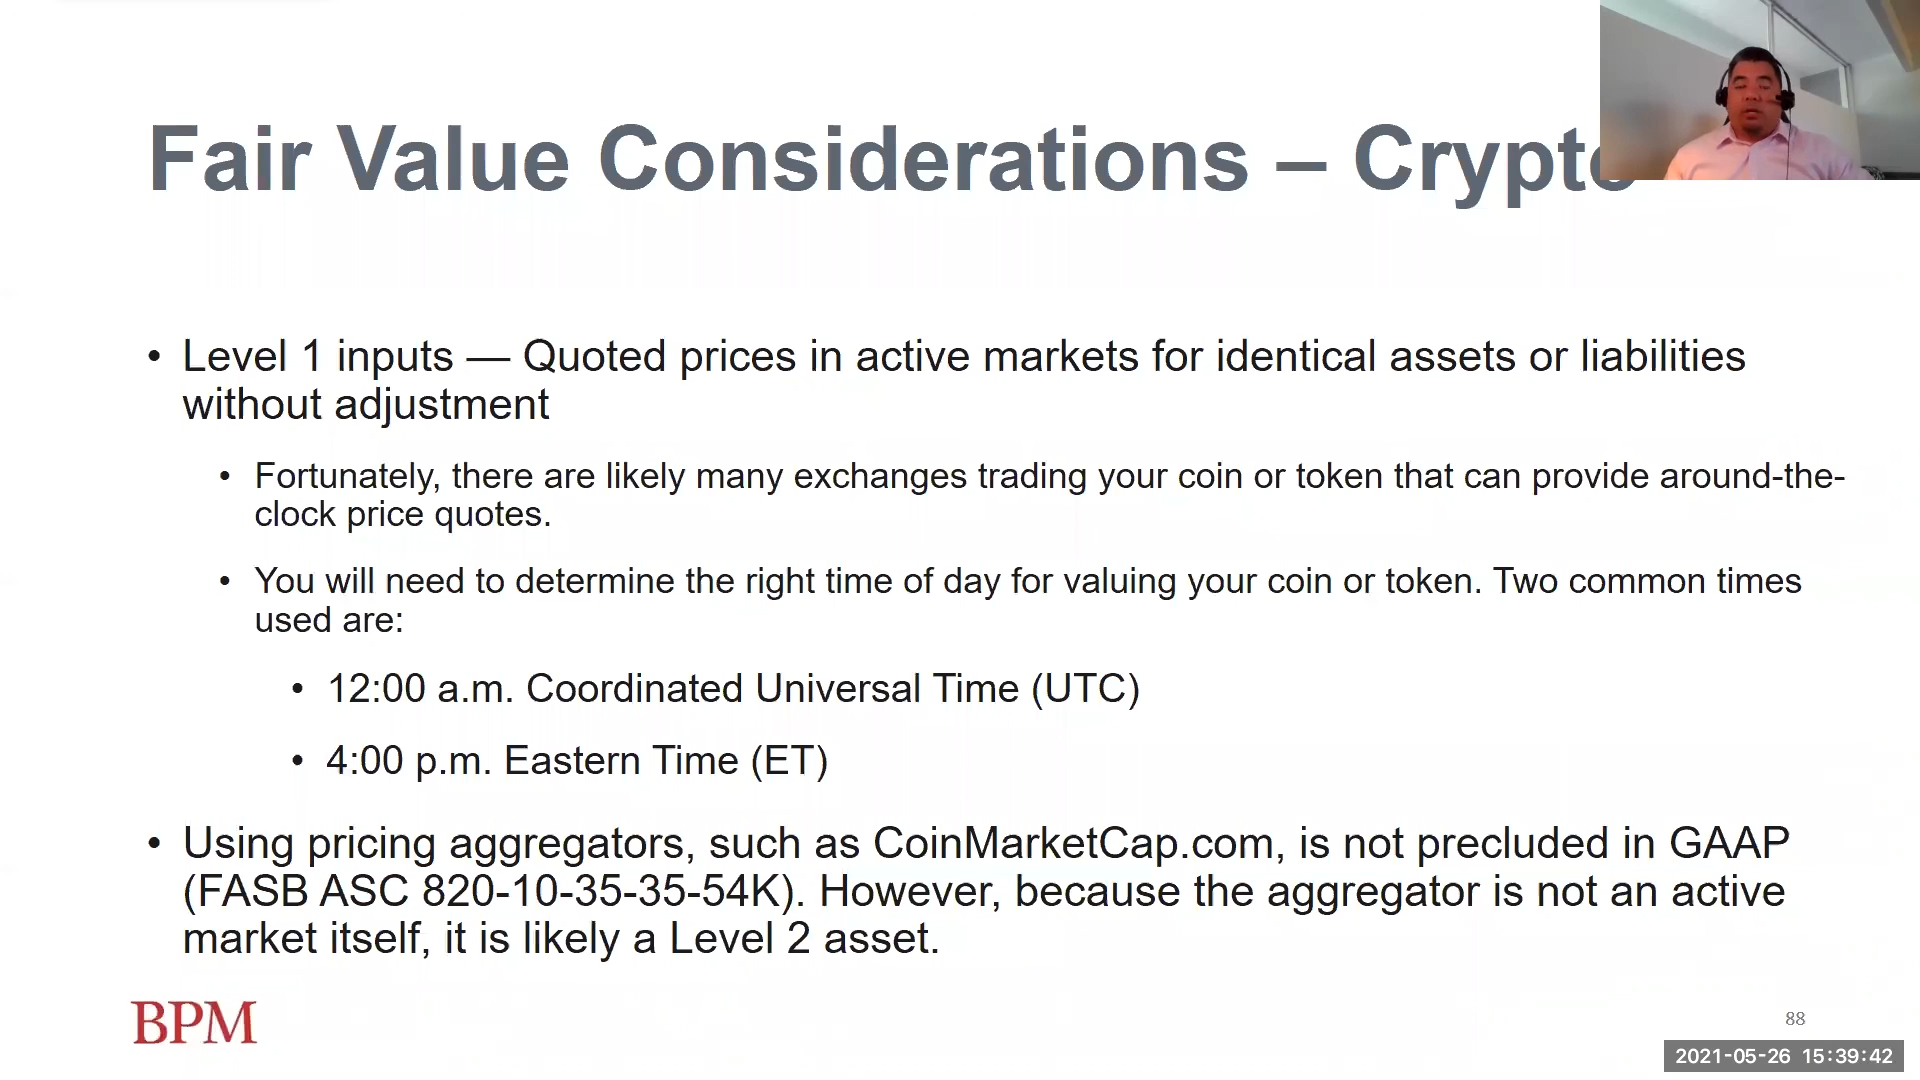 Fair Value Considerations – Crypto
• Level 1 inputs — Quoted prices in active markets for identical assets or liabilities
without adjustment
• Fortunately, there are likely many exchanges trading your coin or token that can provide around-the-
clock price quotes.
• You will need to determine the right time of day for valuing your coin or token. Two common times
used are:
• 12:00 a.m. Coordinated Universal Time (UTC)
• 4:00 p.m. Eastern Time (ET)
• Using pricing aggregators, such as CoinMarketCap.com, is not precluded in GAAP
(FASB ASC 820-10-35-35-54K). However, because the aggregator is not an active
market itself, it is likely a Level 2 asset.
BPM
88
2021-05-26 15:39:42